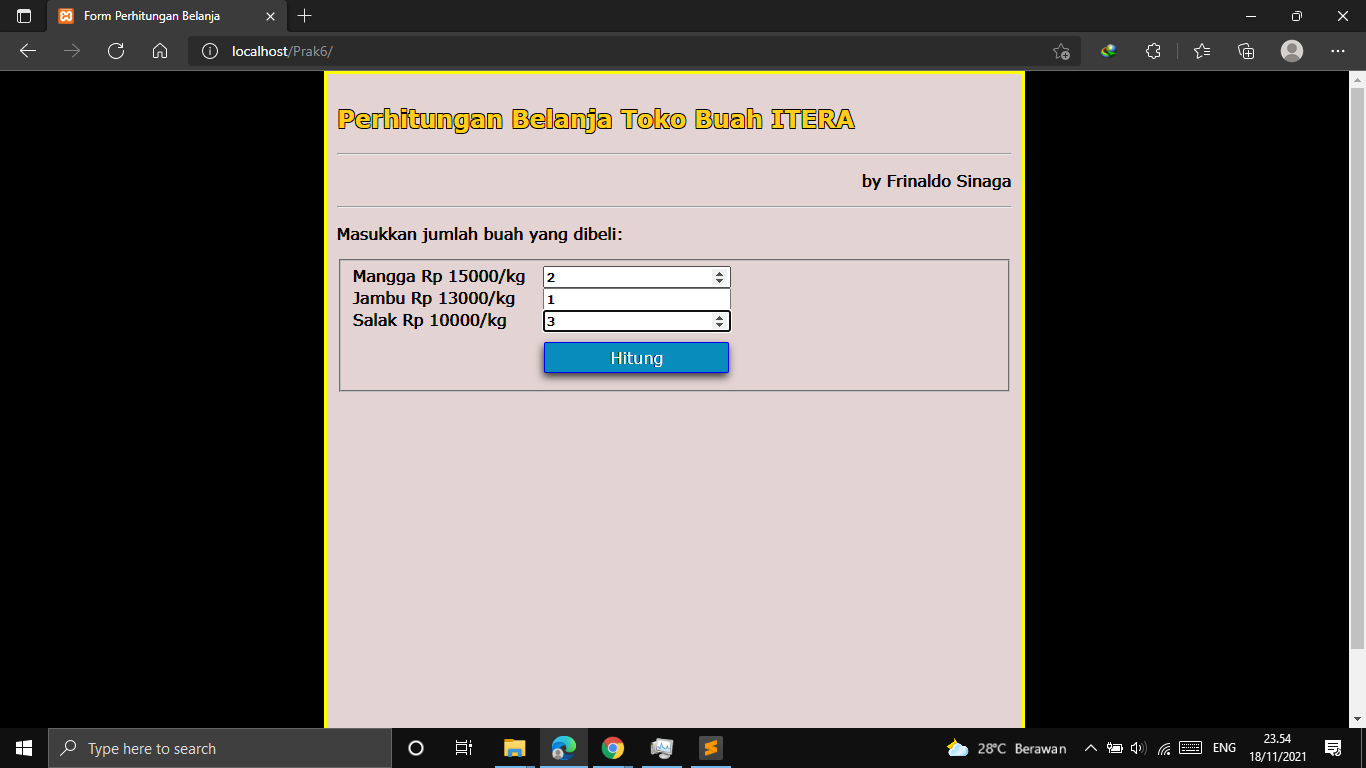 Form Perhitungan Belanja
localhost/Prak6/
Perhitungan Belanja Toko Buah ITERA
by Frinaldo Sinaga
Masukkan jumlah buah yang dibeli:
Mangga Rp 15000/kg 2
Jambu Rp 13000/kg 1
Salak Rp 10000/kg 3
Hitung
Type here to search
28°C Berawan
ENG
23.54
18/11/2021